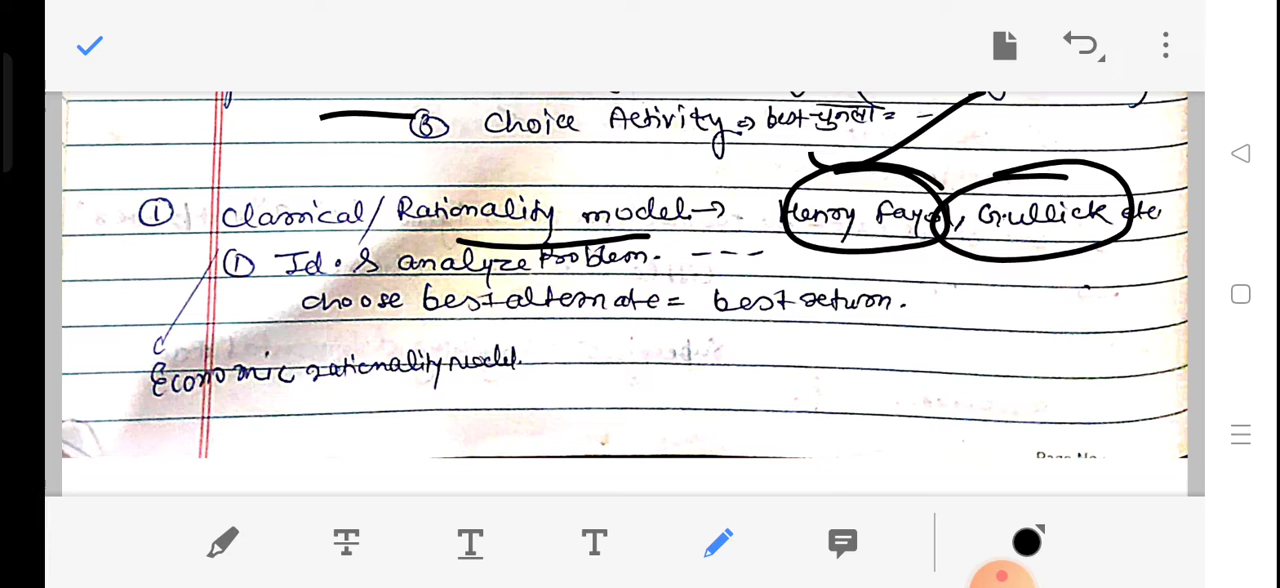 ③ Choice Activity ⇒ best चुनना = -
① Classical/Rationality model → Henry Fayol, Gullick etc
① Id. & analyze Problem. ---
choose best alternate = best return.
Economic rationality model.